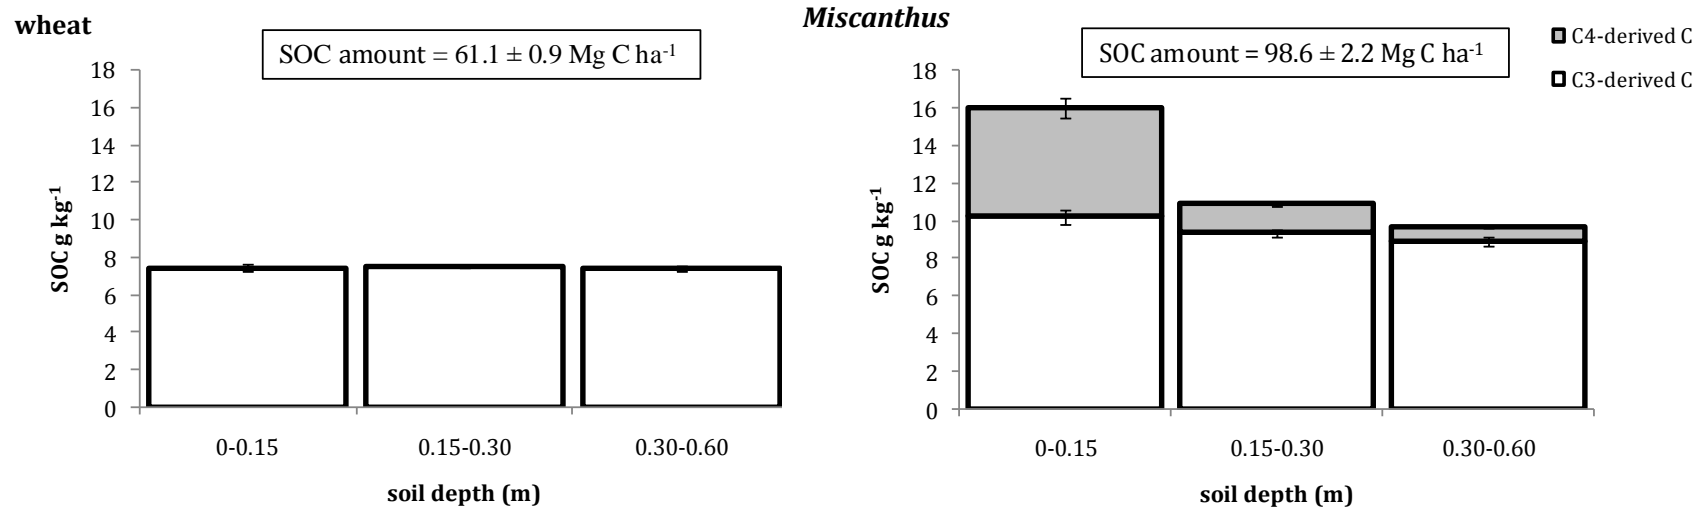 wheat
SOC amount = 61.1 ± 0.9 Mg C ha-1
18
16
14
12
10
8
6
4
2
0
SOC g kg-1
0-0.15 0.15-0.30 0.30-0.60
soil depth (m)
Miscanthus
SOC amount = 98.6 ± 2.2 Mg C ha-1
C4-derived C
C3-derived C
18
16
14
12
10
8
6
4
2
0
SOC g kg-1
0-0.15 0.15-0.30 0.30-0.60
soil depth (m)